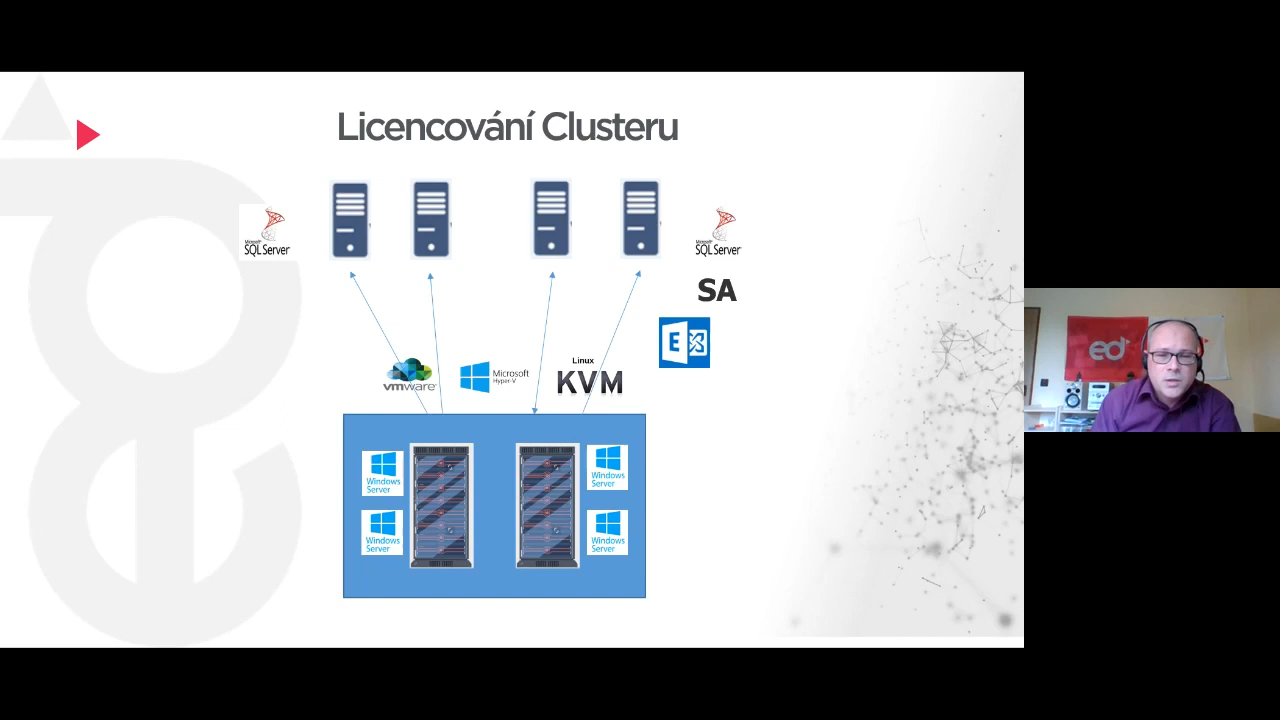 Licencování Clusteru
Microsoft
SQL Server
Microsoft
SQL Server
SA
E
vmware
Microsoft
Hyper-V
Linux
KVM
ed
Windows
Server
Windows
Server
Windows
Server
Windows
Server